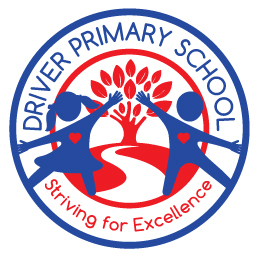 DRIVER PRIMARY SCHOOL
Striving for Excellence